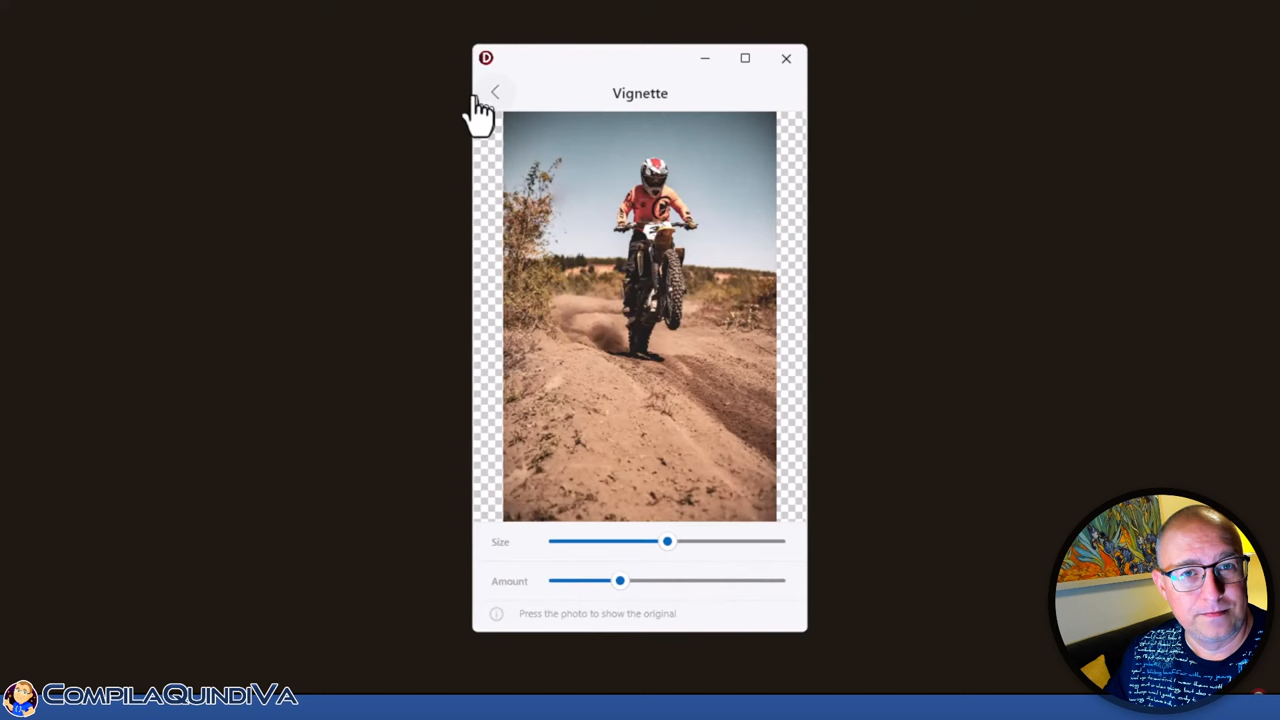 Vignette
Size
Amount
Press the photo to show the original
CompilaQuindiVa